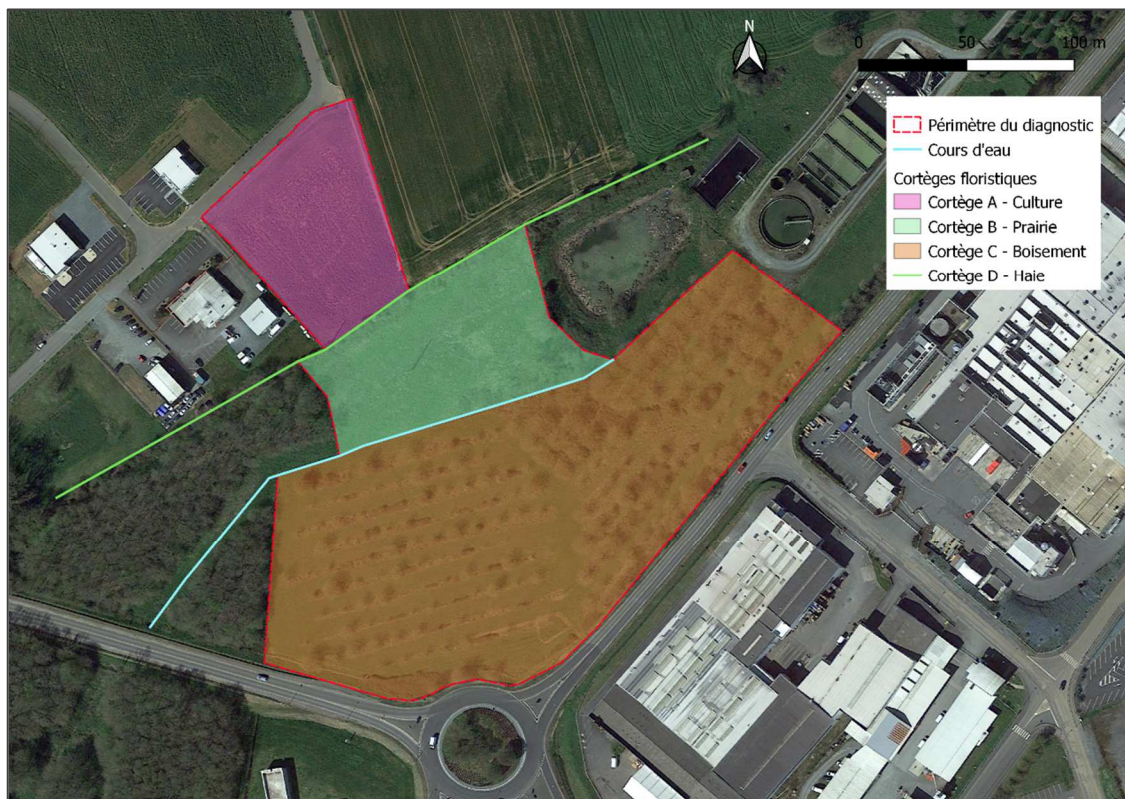 N
0 50 100 m
Périmètre du diagnostic
Cours d'eau
Cortèges floristiques
Cortège A - Culture
Cortège B - Prairie
Cortège C - Boisement
Cortège D - Haie